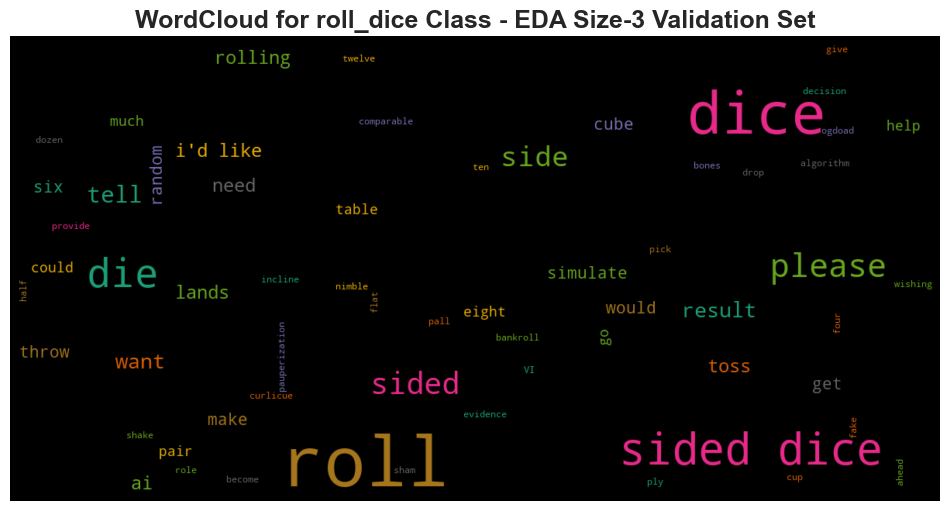 WordCloud for roll_dice Class - EDA Size-3 Validation Set
give
rolling
twelve
decision
dice
much
comparable
cube
ogdoad
help
dozen
i'd like
side
random
ten
bones
drop
algorithm
six
tell
need
table
provide
pick
could
die
incline
simulate
please
half
lands
nimble
flat
wishing
eight
would
result
pall
four
bankroll
go
throw
want
pauperization
VI
toss
sided
get
curlicue
make
evidence
fake
shake
pair
roll
sided dice
role
sham
ai
become
ply
cup
ahead